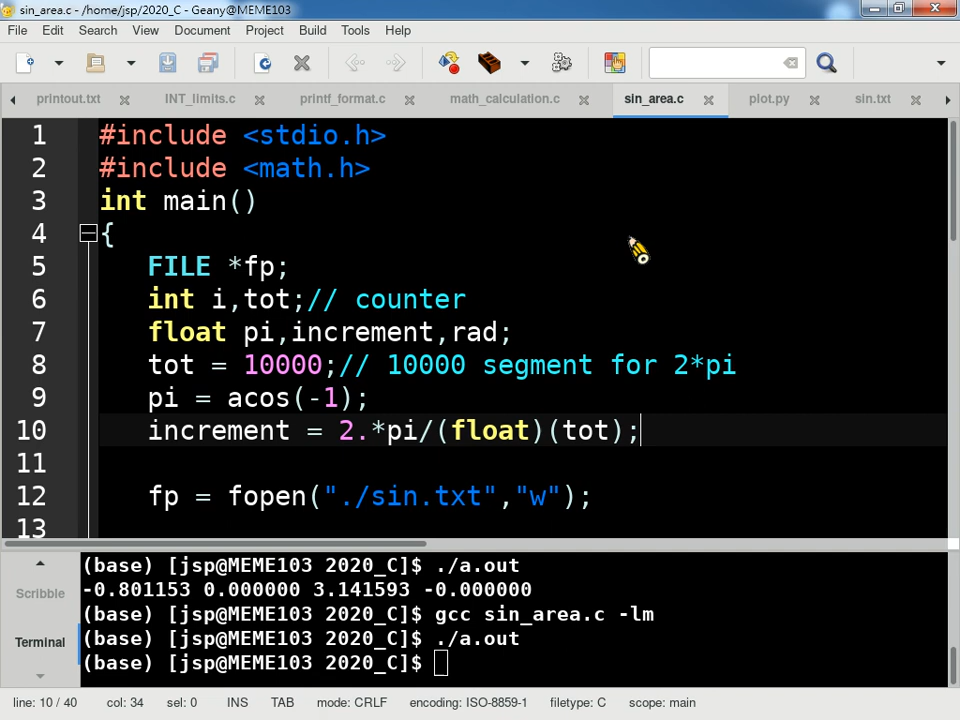 sin_area.c - /home/jsp/2020_C - Geany@MEME103
File Edit Search View Document Project Build Tools Help
printout.txt INT_limits.c printf_format.c math_calculation.c sin_area.c plot.py sin.txt
1 #include <stdio.h>
2 #include <math.h>
3 int main()
4 {
5 FILE *fp;
6 int i,tot;// counter
7 float pi,increment,rad;
8 tot = 10000;// 10000 segment for 2*pi
9 pi = acos(-1);
10 increment = 2.*pi/(float)(tot);
11
12 fp = fopen("./sin.txt","w");
13
Scribble
Terminal
(base) [jsp@MEME103 2020_C]$ ./a.out
-0.801153 0.000000 3.141593 -0.000000
(base) [jsp@MEME103 2020_C]$ gcc sin_area.c -lm
(base) [jsp@MEME103 2020_C]$ ./a.out
(base) [jsp@MEME103 2020_C]$
line: 10 / 40 col: 34 sel: 0 INS TAB mode: CRLF encoding: ISO-8859-1 filetype: C scope: main